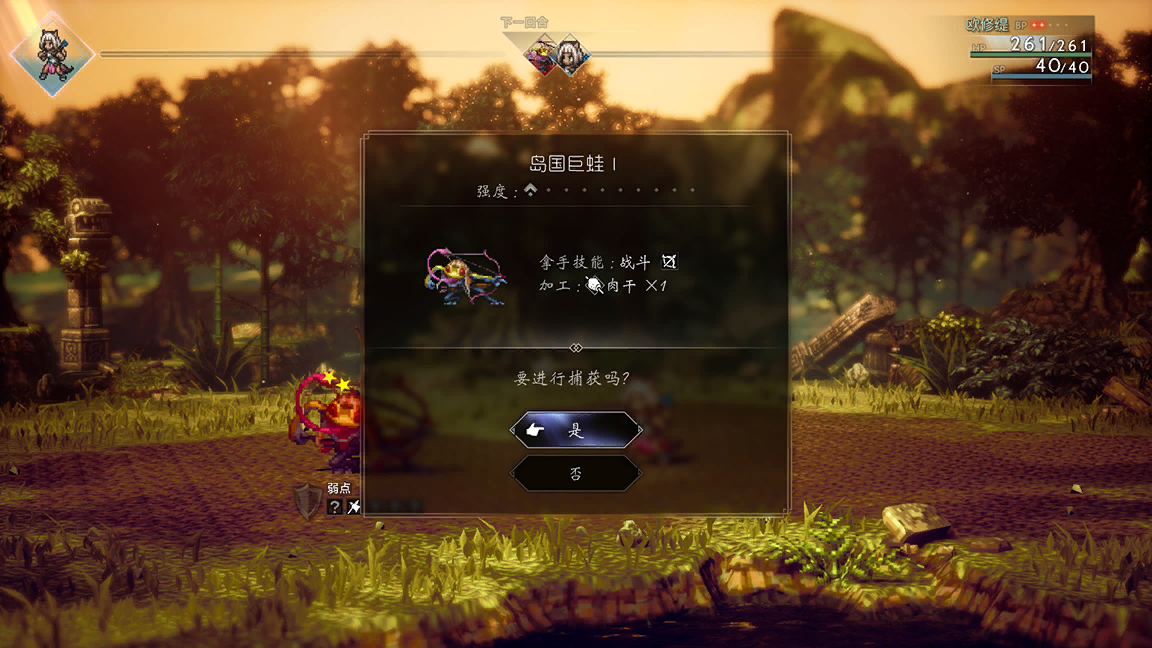 下一回合
欧修缇 BP
HP 261/261
SP 40/40
岛国巨蛙 I
强度：
拿手技能：战斗
加工：肉干 ×1
要进行捕获吗？
是
否
弱点
?